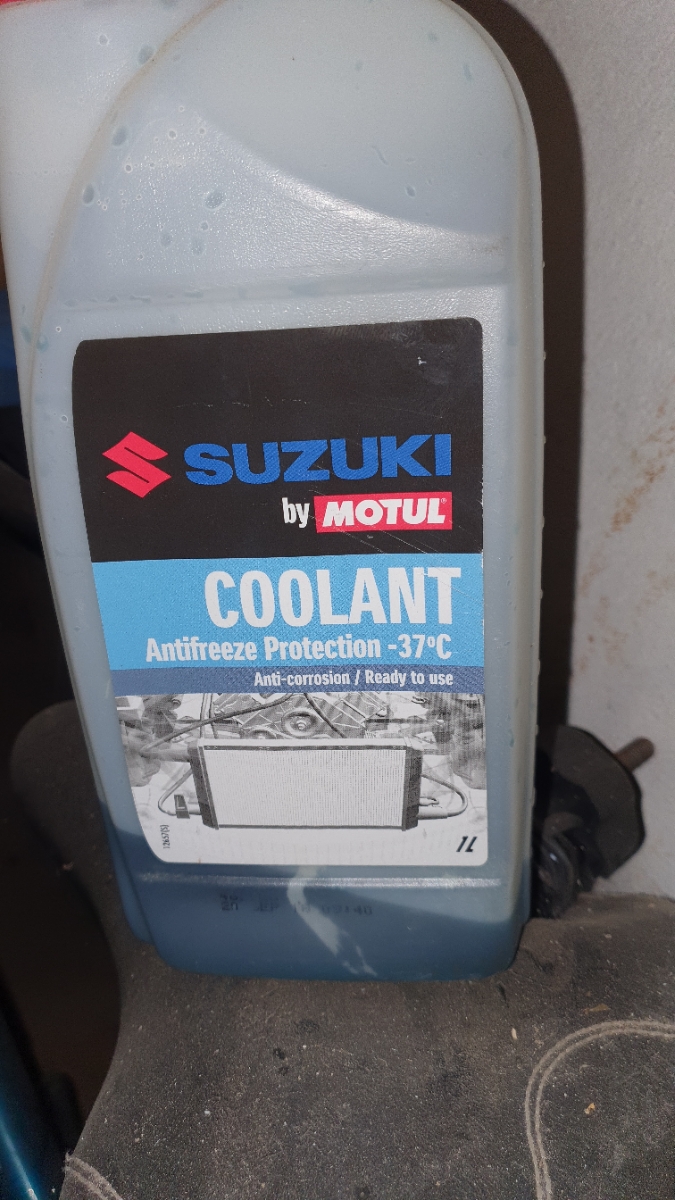 SUZUKI
by MOTUL®
COOLANT
Antifreeze Protection -37°C
Anti-corrosion / Ready to use
1L